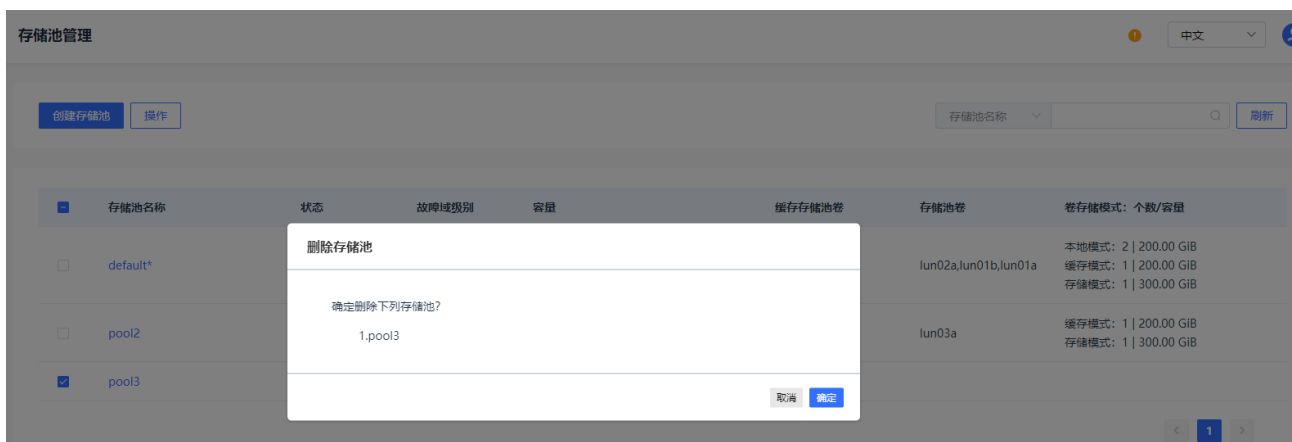 存储池管理
中文
创建存储池 操作 存储池名称 刷新
存储池名称 状态 故障域级别 容量 缓存存储池卷 存储池卷 卷存储模式：个数/容量
删除存储池
default* lun02a,lun01b,lun01a
本地模式：2 | 200.00 GiB
缓存模式：1 | 200.00 GiB
存储模式：1 | 300.00 GiB
确定删除下列存储池?
1.pool3
pool2 lun03a
缓存模式：1 | 200.00 GiB
存储模式：1 | 300.00 GiB
pool3
取消 确定
< 1 >